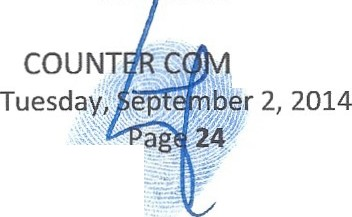 COUNTER COM
Tuesday, September 2, 2014
Page 24